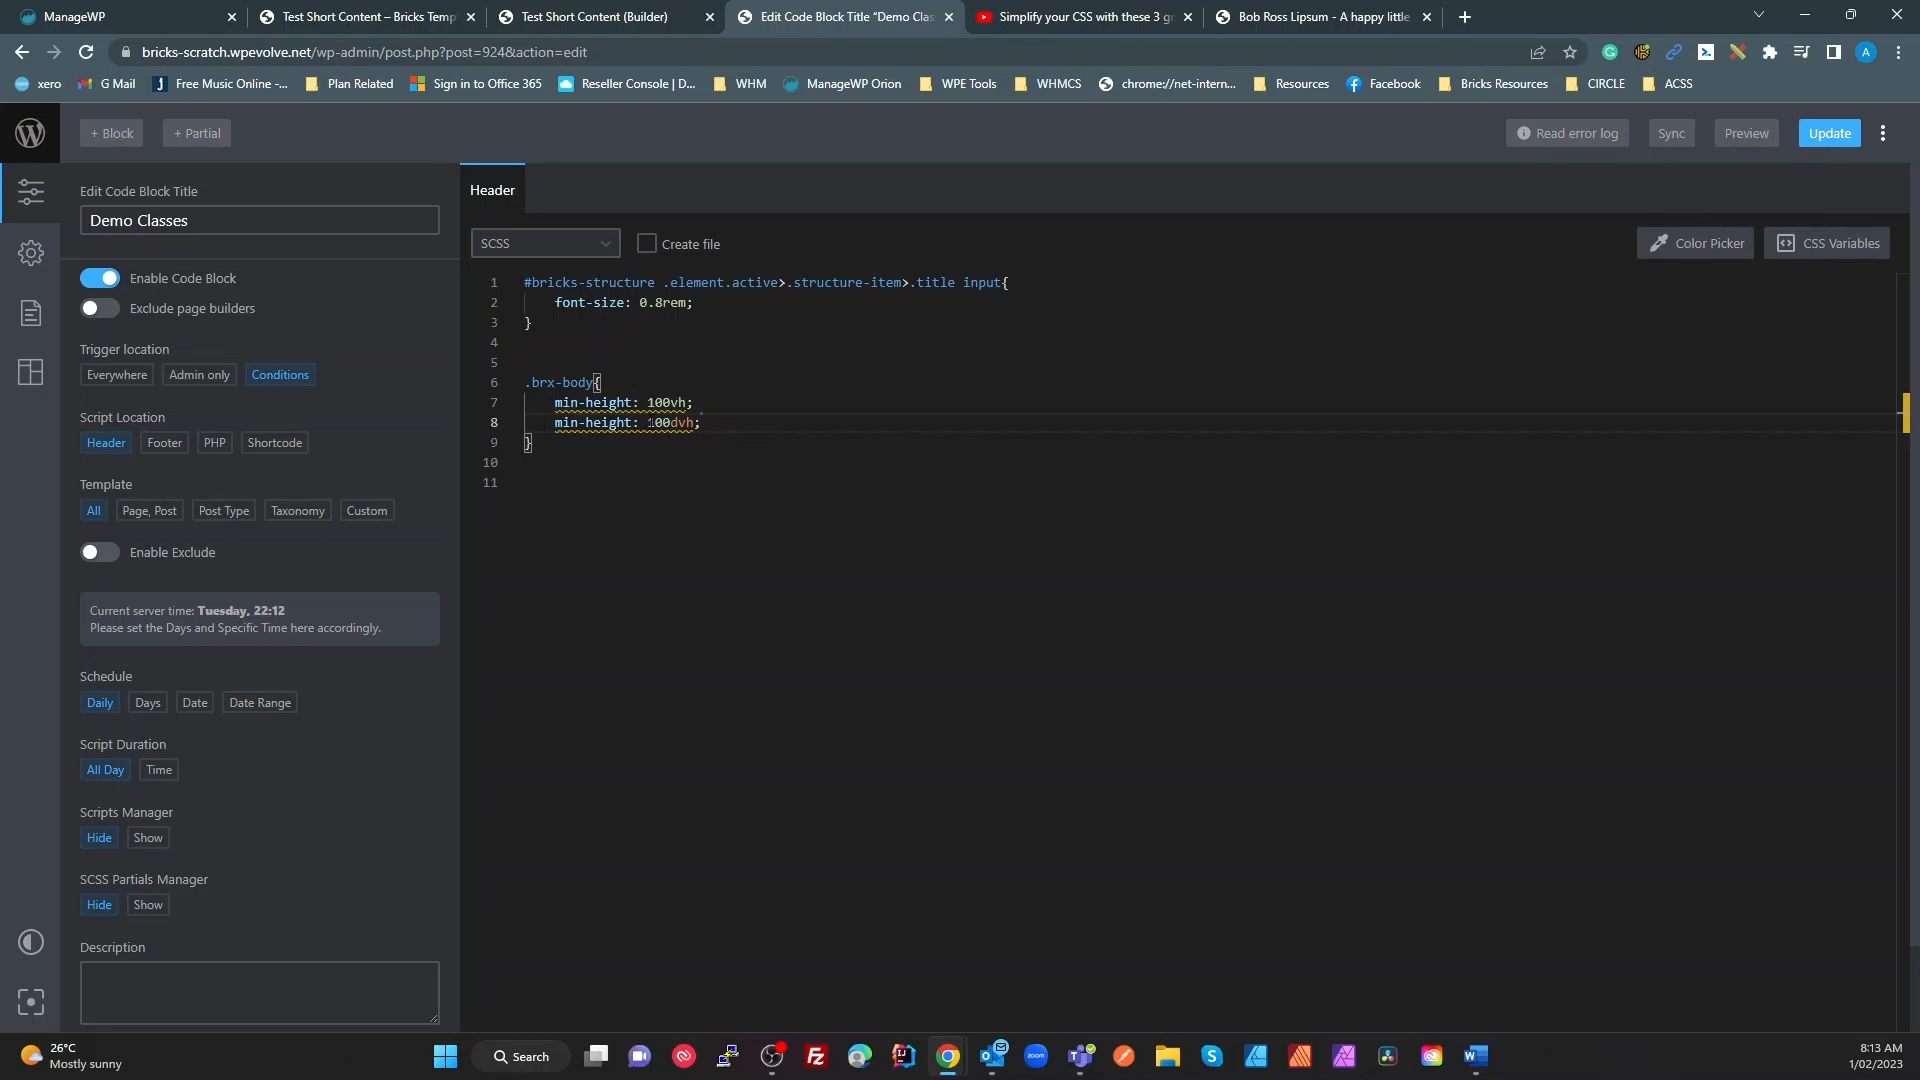 ManageWP
Test Short Content – Bricks Temp
Test Short Content (Builder)
Edit Code Block Title "Demo Clas
Simplify your CSS with these 3 gr
Bob Ross Lipsum - A happy little
bricks-scratch.wpevolve.net/wp-admin/post.php?post=924&action=edit
A
xero
G Mail
Free Music Online -...
Plan Related
Sign in to Office 365
Reseller Console | D...
WHM
ManageWP Orion
WPE Tools
WHMCS
chrome://net-intern...
Resources
Facebook
Bricks Resources
CIRCLE
ACSS
+ Block
+ Partial
Read error log
Sync
Preview
Update
Edit Code Block Title
Demo Classes
Enable Code Block
Exclude page builders
Trigger location
Everywhere
Admin only
Conditions
Script Location
Header
Footer
PHP
Shortcode
Template
All
Page, Post
Post Type
Taxonomy
Custom
Enable Exclude
Current server time: Tuesday, 22:12
Please set the Days and Specific Time here accordingly.
Schedule
Daily
Days
Date
Date Range
Script Duration
All Day
Time
Scripts Manager
Hide
Show
SCSS Partials Manager
Hide
Show
Description
Header
SCSS
Create file
Color Picker
CSS Variables
1 #bricks-structure .element.active>.structure-item>.title input{
2 font-size: 0.8rem;
3 }
4
5
6 .brx-body{
7 min-height: 100vh;
8 min-height: 100dvh;
9 }
10
11
26°C
Mostly sunny
Search
zoom
8:13 AM
1/02/2023